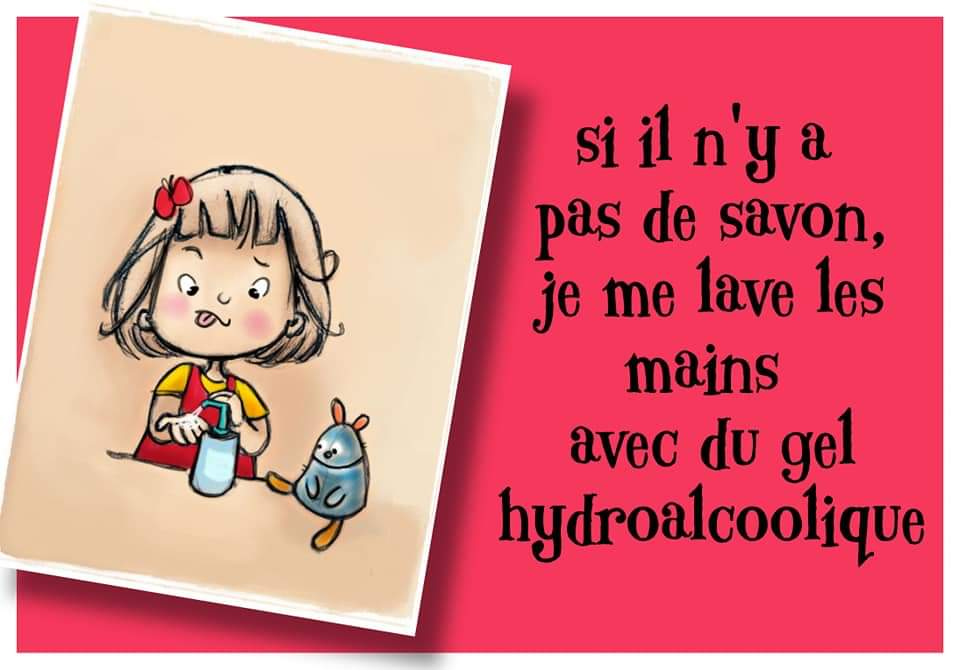 si il n'y a
pas de savon,
je me lave les
mains
avec du gel
hydroalcoolique